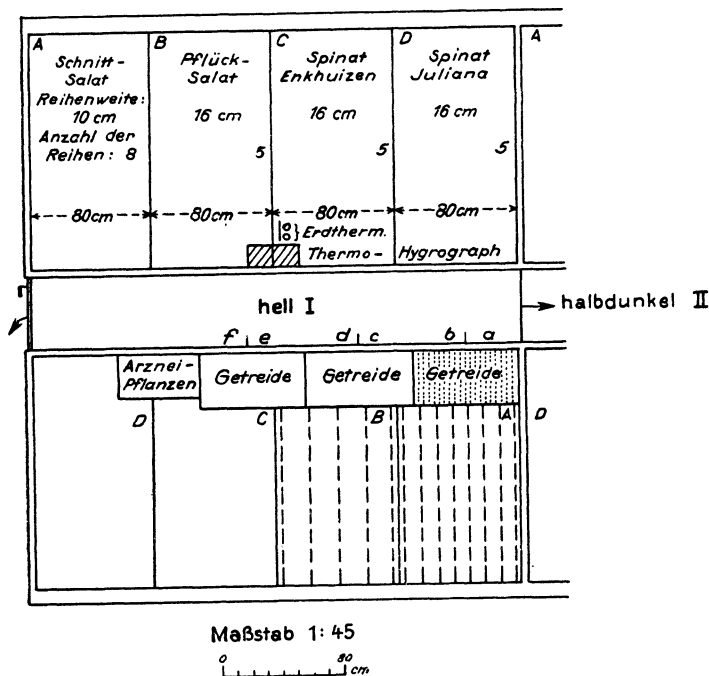 A B C D A
Schnitt-
Salat
Reihenweite:
10 cm
Anzahl der
Reihen: 8
Pflück-
Salat
16 cm
5
Spinat
Enkhuizen
16 cm
5
Spinat
Juliana
16 cm
5
80cm 80cm 80cm 80cm
Erdtherm.
Thermo- Hygrograph
hell I
halbdunkel II
f e d c b a
Arznei-
Pflanzen
Getreide Getreide Getreide
D C B A D
Maßstab 1:45
0 80
cm